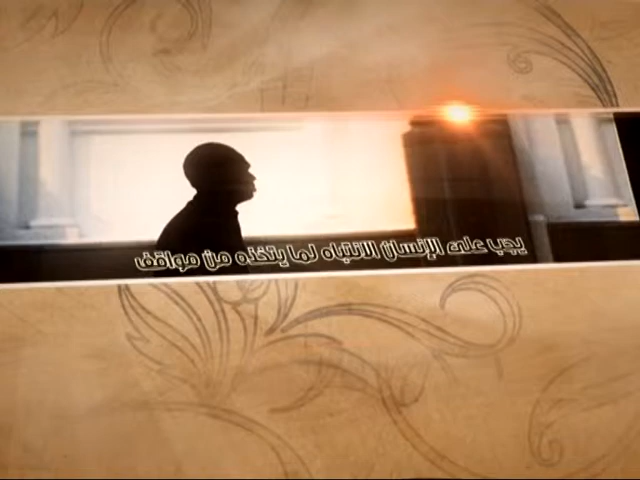 يجب على الإنسان الانتباه لما يتخذه من مواقف